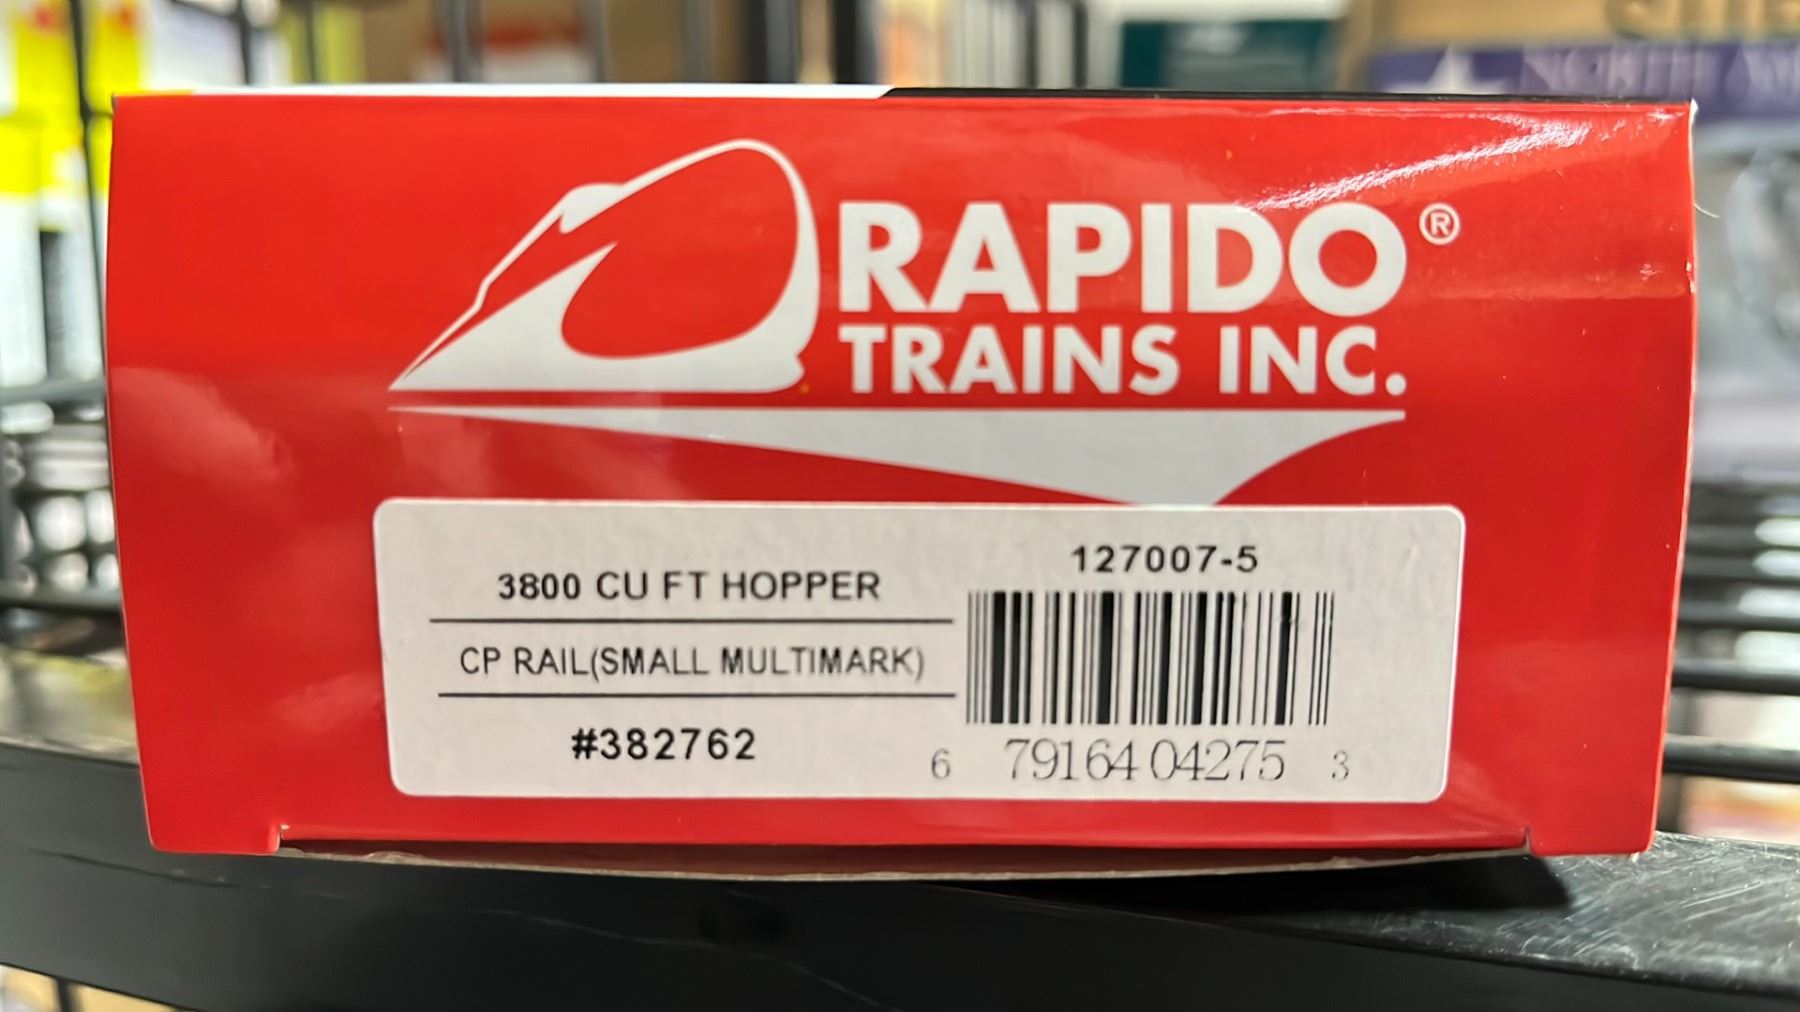 RAPIDO®
TRAINS INC.
3800 CU FT HOPPER
CP RAIL(SMALL MULTIMARK)
#382762
127007-5
6 79164 04275 3